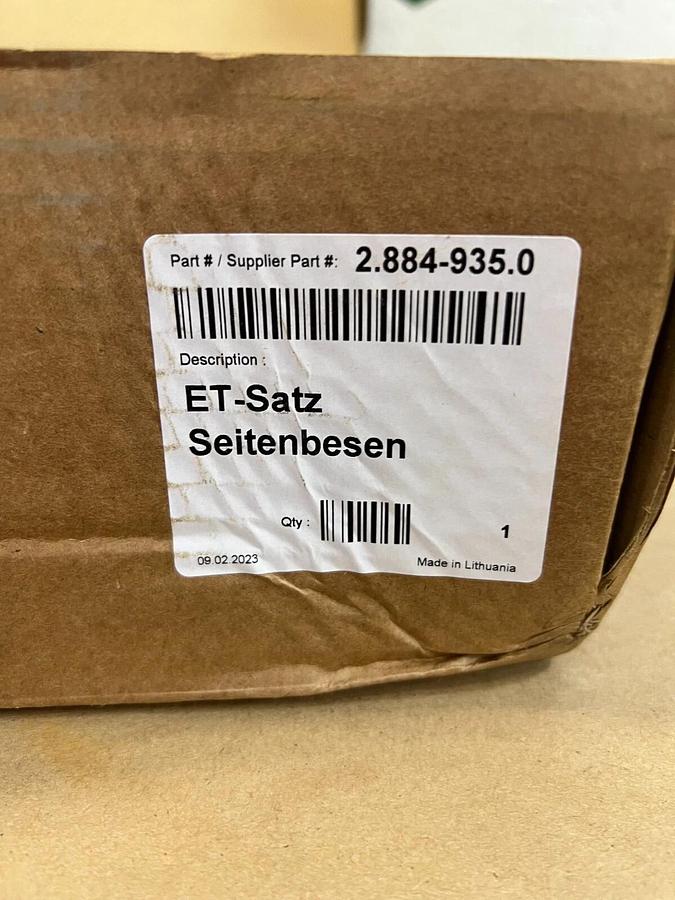 Part # / Supplier Part #: 2.884-935.0
Description :
ET-Satz
Seitenbesen
Qty : 1
09.02.2023 Made in Lithuania